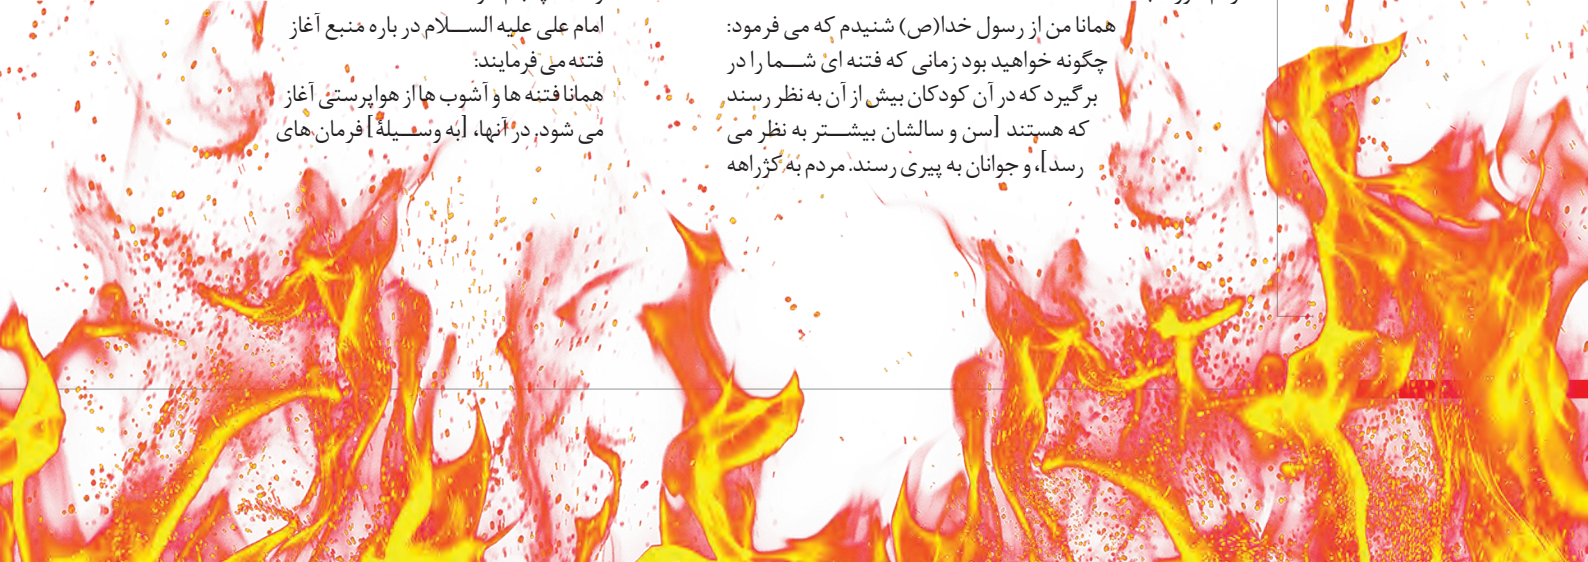 همانا من از رسول خدا(ص) شنیدم که می فرمود:
چگونه خواهید بود زمانی که فتنه ای شما را در
برگیرد که در آن کودکان بیش از آن به نظر رسند
که هستند [سن و سالشان بیشتر به نظر می
رسد]، و جوانان به پیری رسند. مردم به کژراهه
امام علی علیه السلام در باره منبع آغاز
فتنه می فرمایند:
همانا فتنه ها و آشوب ها از هواپرستی آغاز
می شود. در آنها، [به وسیلۀ] فرمان های